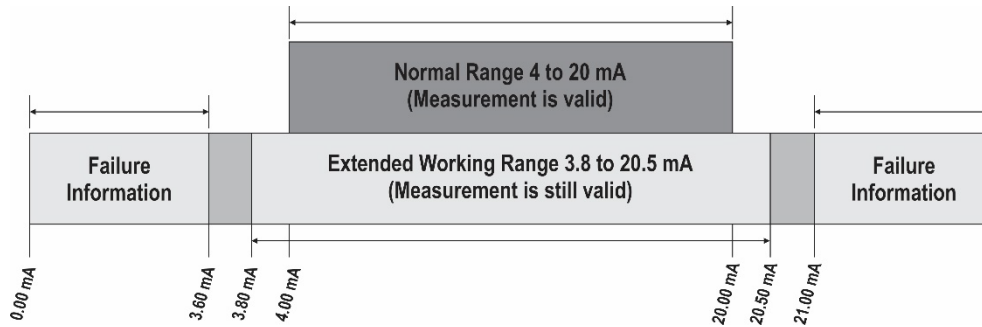 Normal Range 4 to 20 mA
(Measurement is valid)
Failure
Information
Extended Working Range 3.8 to 20.5 mA
(Measurement is still valid)
Failure
Information
0.00 mA
3.60 mA
3.80 mA
4.00 mA
20.00 mA
20.50 mA
21.00 mA